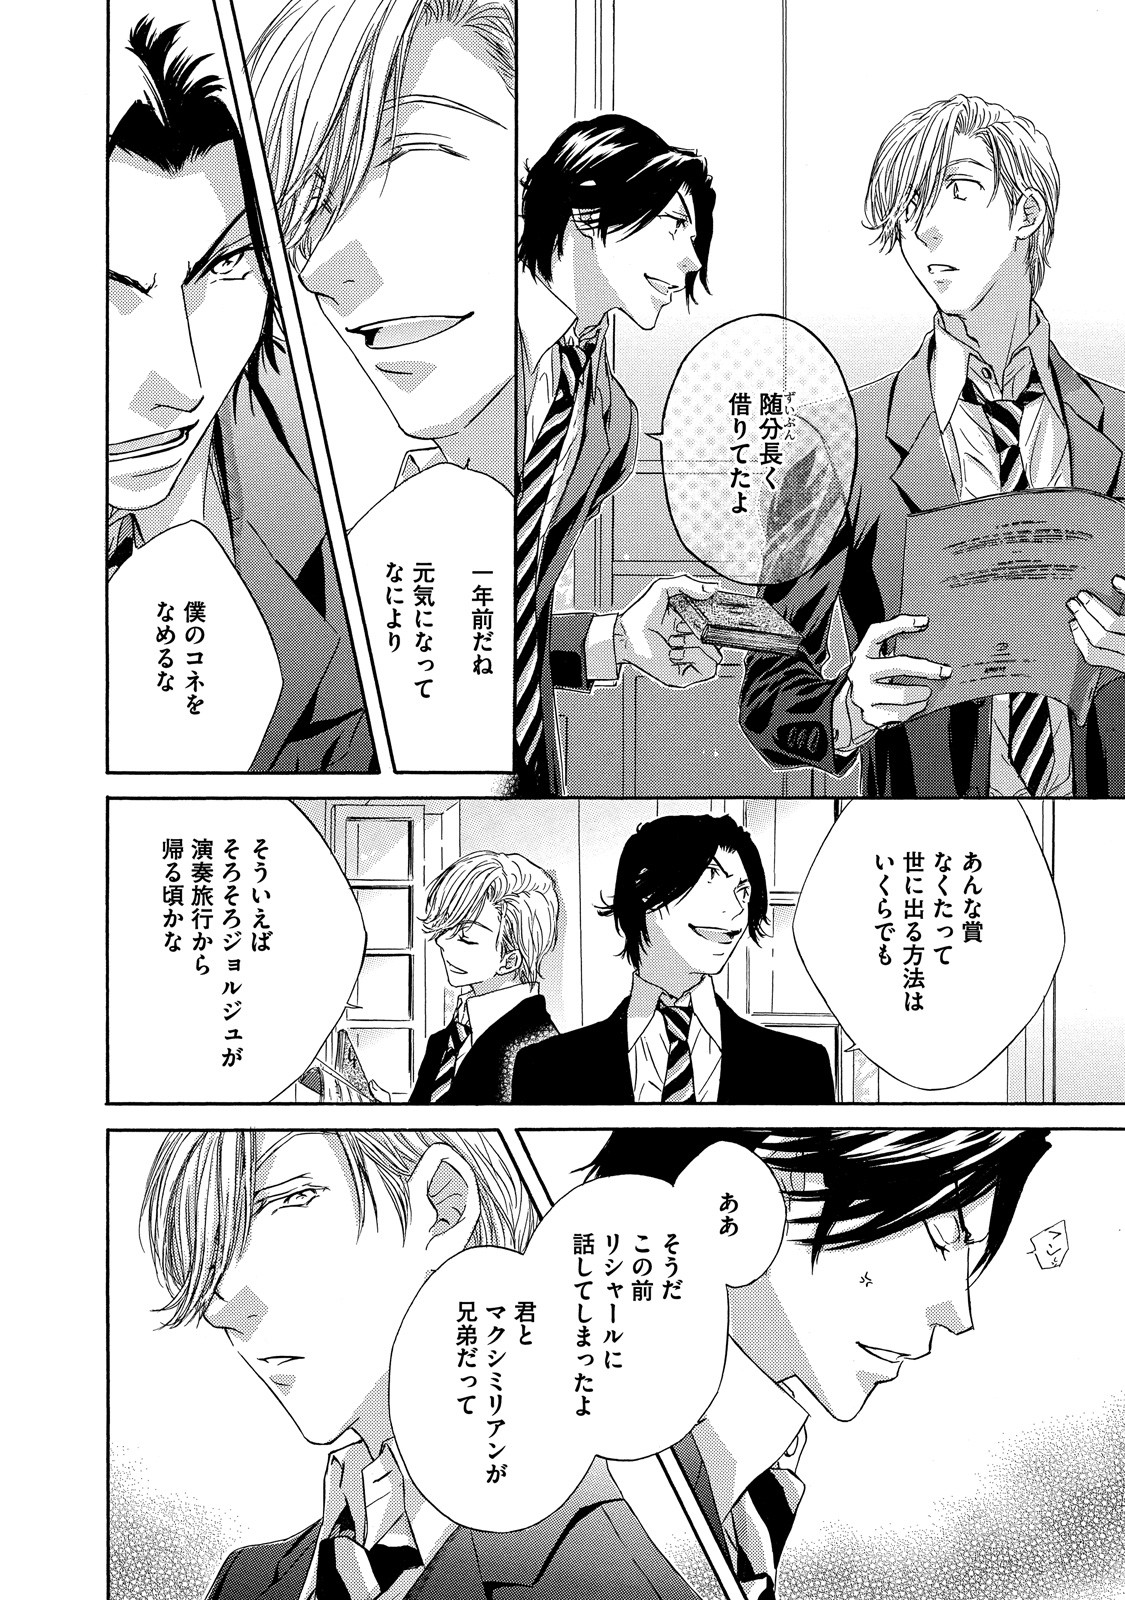 随分長く
ずいぶん
借りてたよ
一年前だね
元気になって
なにより
僕のコネを
なめるな
あんな賞
なくたって
世に出る方法は
いくらでも
そういえば
そろそろジョルジュが
演奏旅行から
帰る頃かな
ああ
そうだ
この前
リシャールに
話してしまったよ
君と
マクシミリアンが
兄弟だって